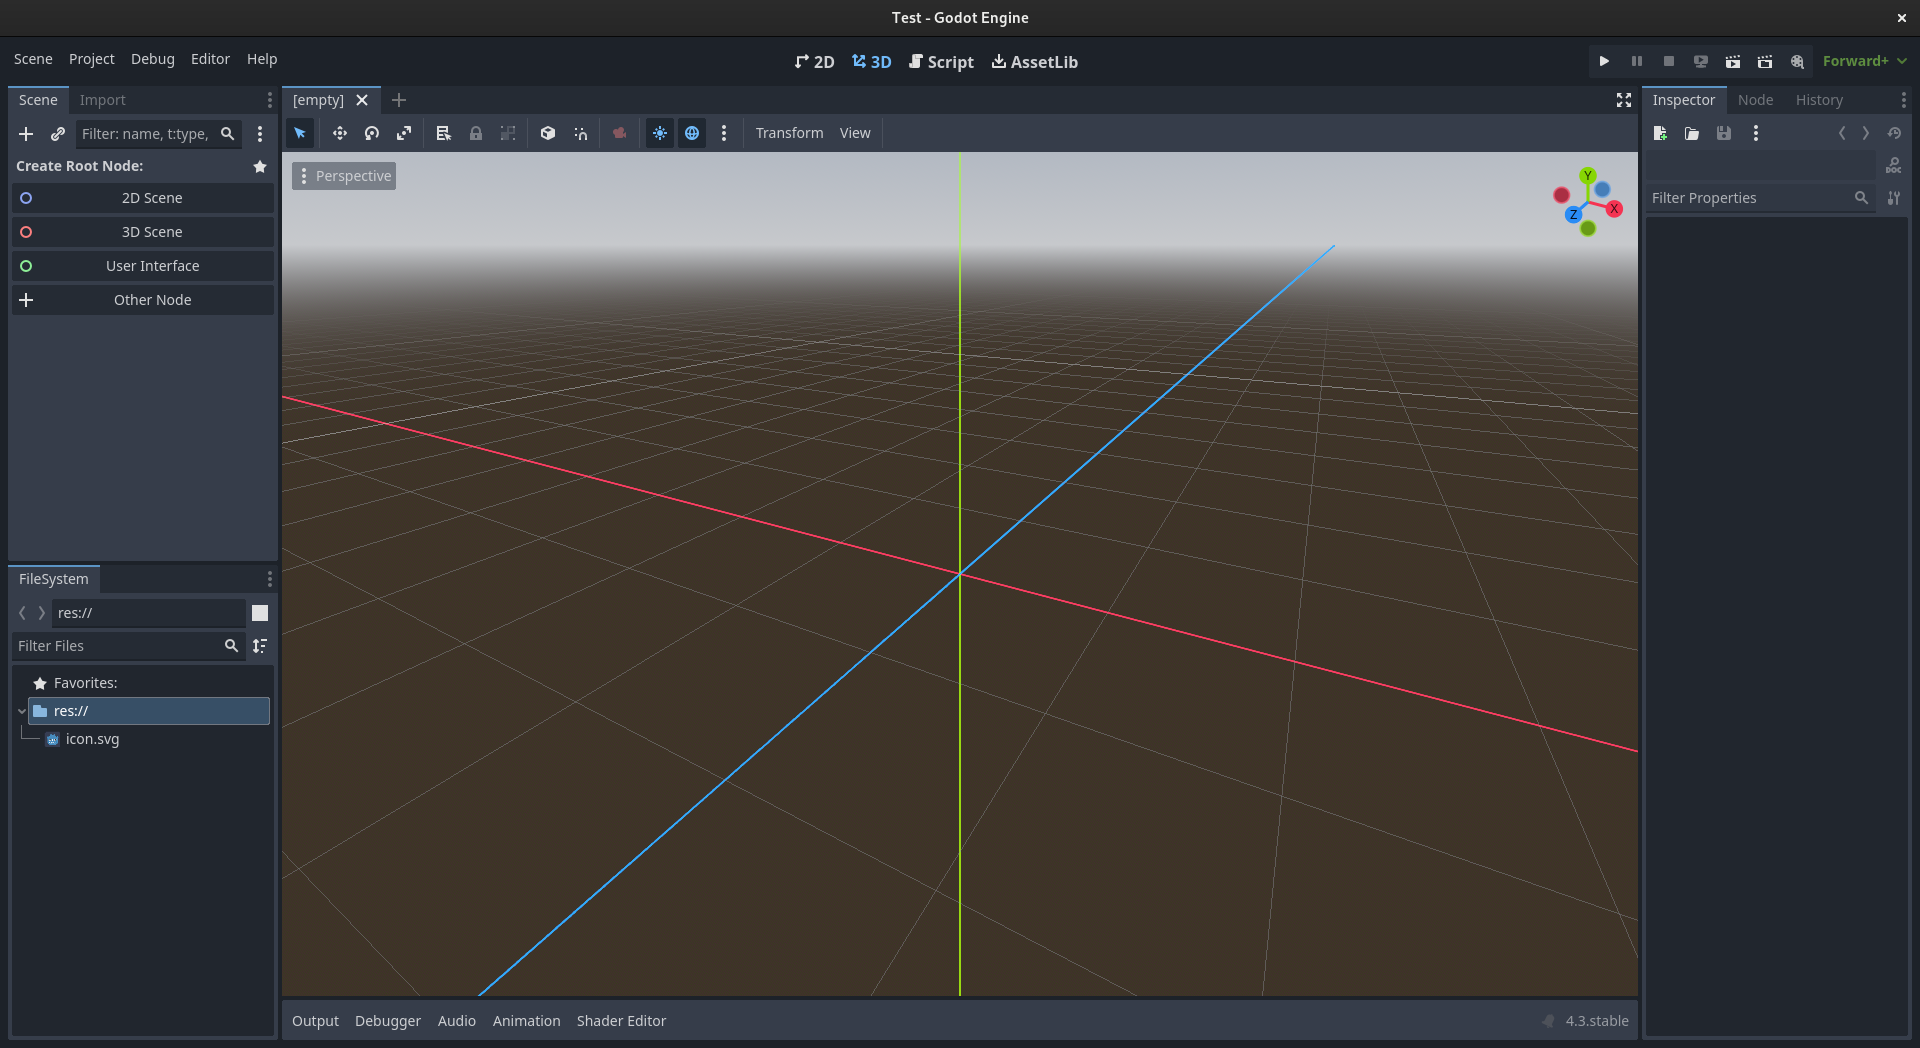 Test - Godot Engine
Scene Project Debug Editor Help
2D 3D Script AssetLib
Forward+
Scene Import
Filter: name, t:type,
Create Root Node:
2D Scene
3D Scene
User Interface
Other Node
FileSystem
res://
Filter Files
Favorites:
res://
icon.svg
[empty]
Transform View
Perspective
Y
X
Z
Output Debugger Audio Animation Shader Editor
4.3.stable
Inspector Node History
DOC
Filter Properties